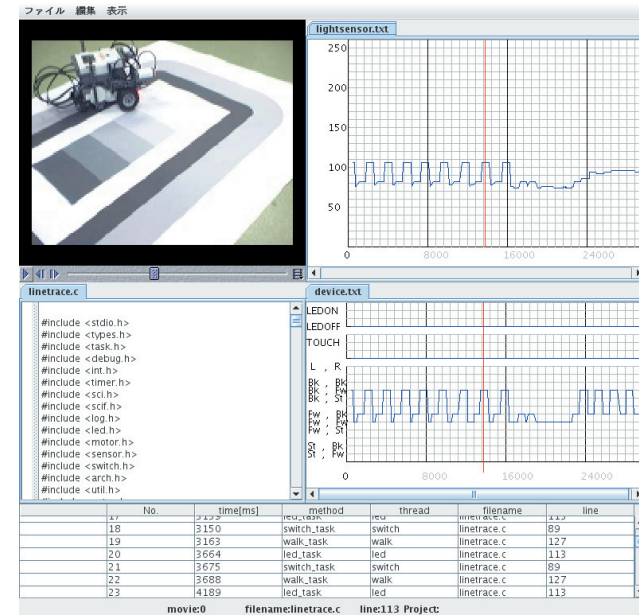 ファイル 編集 表示
lightsensor.txt
250
200
150
100
50
0 8000 16000 24000
linetrace.c
#include <stdio.h>
#include <types.h>
#include <task.h>
#include <debug.h>
#include <int.h>
#include <timer.h>
#include <sci.h>
#include <scif.h>
#include <log.h>
#include <led.h>
#include <motor.h>
#include <sensor.h>
#include <switch.h>
#include <arch.h>
#include <util.h>
device.txt
LEDON
LEDOFF
TOUCH
L , R
Bk , Bk
Bk , Fw
Bk , St
Fw , Bk
Fw , Fw
Fw , St
St , Bk
St , Fw
0 8000 16000 24000
No. time[ms] method thread filename line
17 3139 led_task led linetrace.c 113
18 3150 switch_task switch linetrace.c 89
19 3163 walk_task walk linetrace.c 127
20 3664 led_task led linetrace.c 113
21 3675 switch_task switch linetrace.c 89
22 3688 walk_task walk linetrace.c 127
23 4189 led_task led linetrace.c 113
movie:0 filename:linetrace.c line:113 Project: